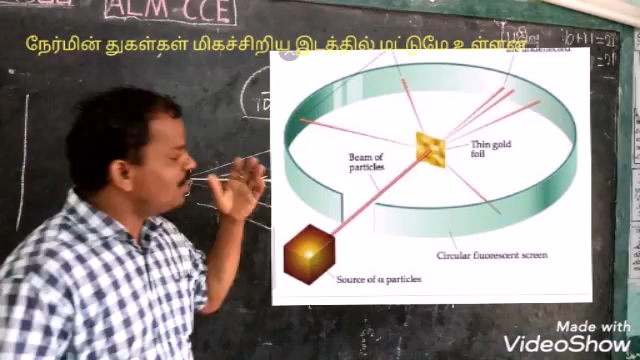 ALM-CCE
நேர்மின் துகள்கள் மிகச்சிறிய இடத்தில் மட்டுமே உள்ளன
Beam of
particles
Thin gold
foil
Circular fluorescent screen
Source of α particles
Made with
VideoShow